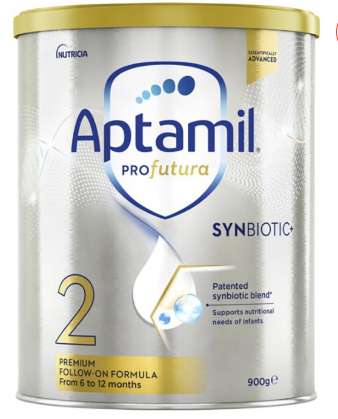 NUTRICIA
SCIENTIFICALLY
ADVANCED
Aptamil
PROfutura
SYNBIOTIC+
2
Patented
synbiotic blend*
Supports nutritional
needs of infants
PREMIUM
FOLLOW-ON FORMULA
From 6 to 12 months
900g e